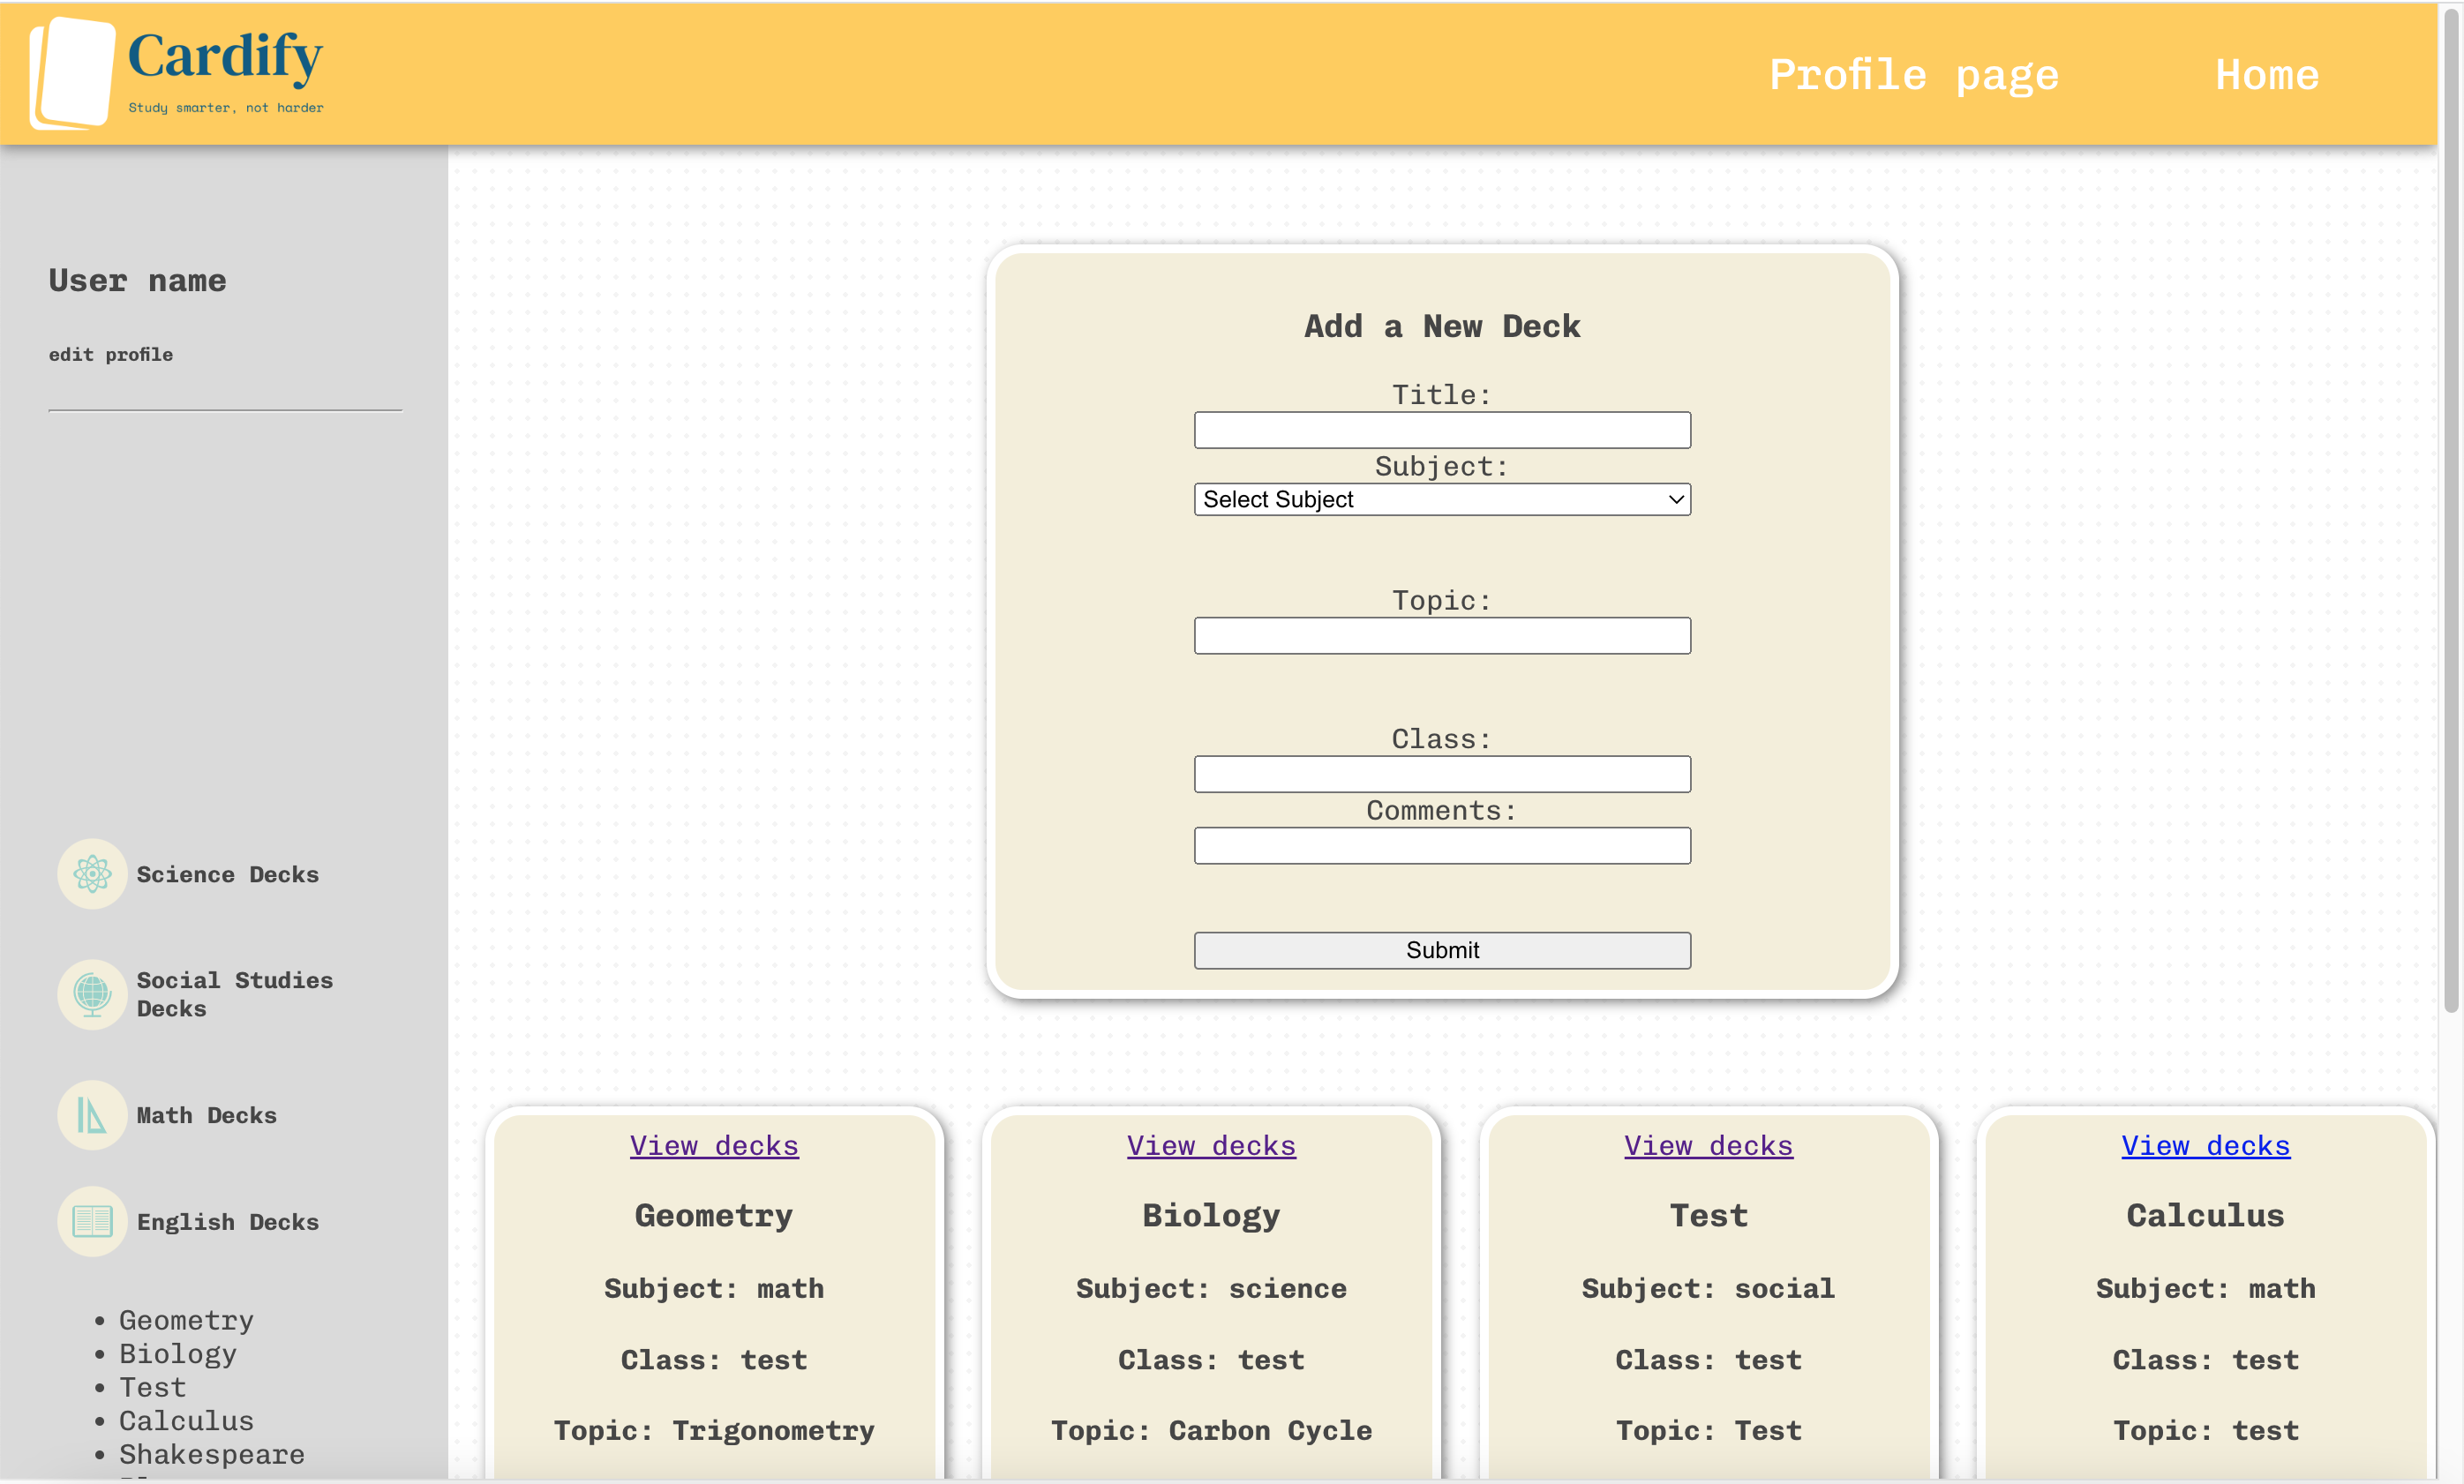 Cardify
Study smarter, not harder
Profile page
Home
User name
edit profile
Science Decks
Social Studies
Decks
Math Decks
English Decks
• Geometry
• Biology
• Test
• Calculus
• Shakespeare
Add a New Deck
Title:
Subject:
Select Subject
Topic:
Class:
Comments:
Submit
View decks
Geometry
Subject: math
Class: test
Topic: Trigonometry
View decks
Biology
Subject: science
Class: test
Topic: Carbon Cycle
View decks
Test
Subject: social
Class: test
Topic: Test
View decks
Calculus
Subject: math
Class: test
Topic: test